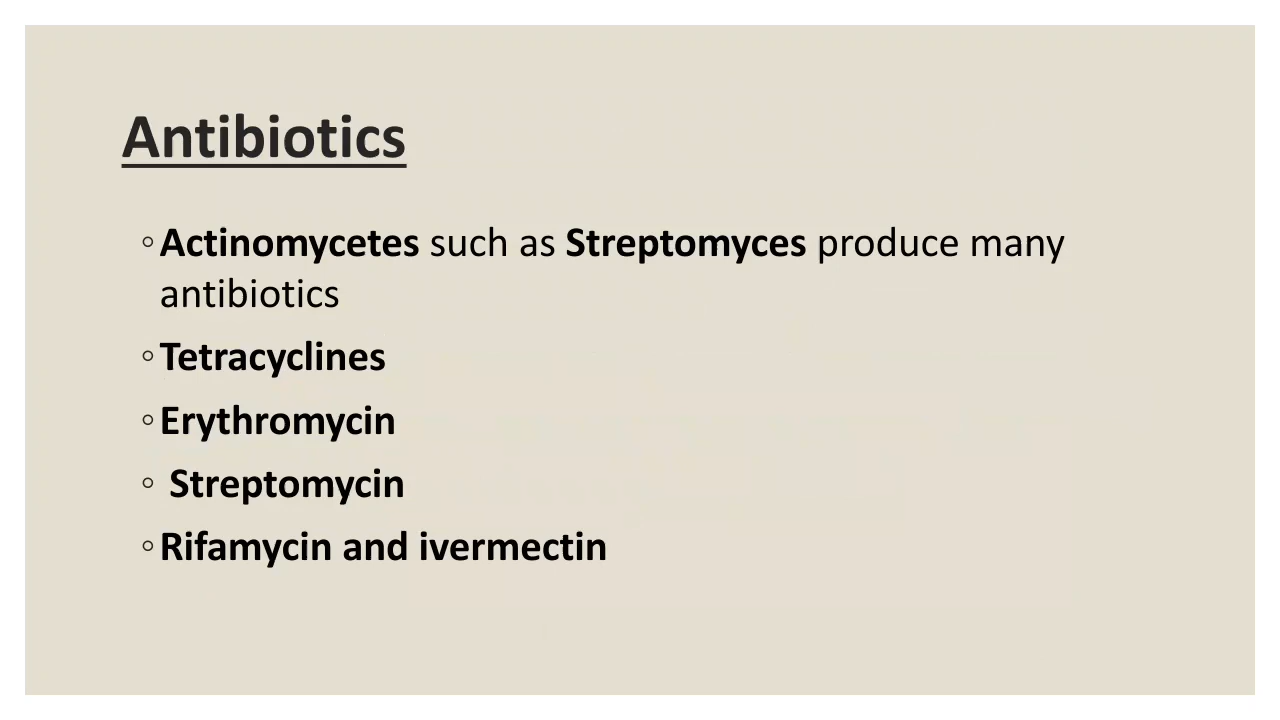 Antibiotics
◦Actinomycetes such as Streptomyces produce many
antibiotics
◦Tetracyclines
◦Erythromycin
◦ Streptomycin
◦Rifamycin and ivermectin